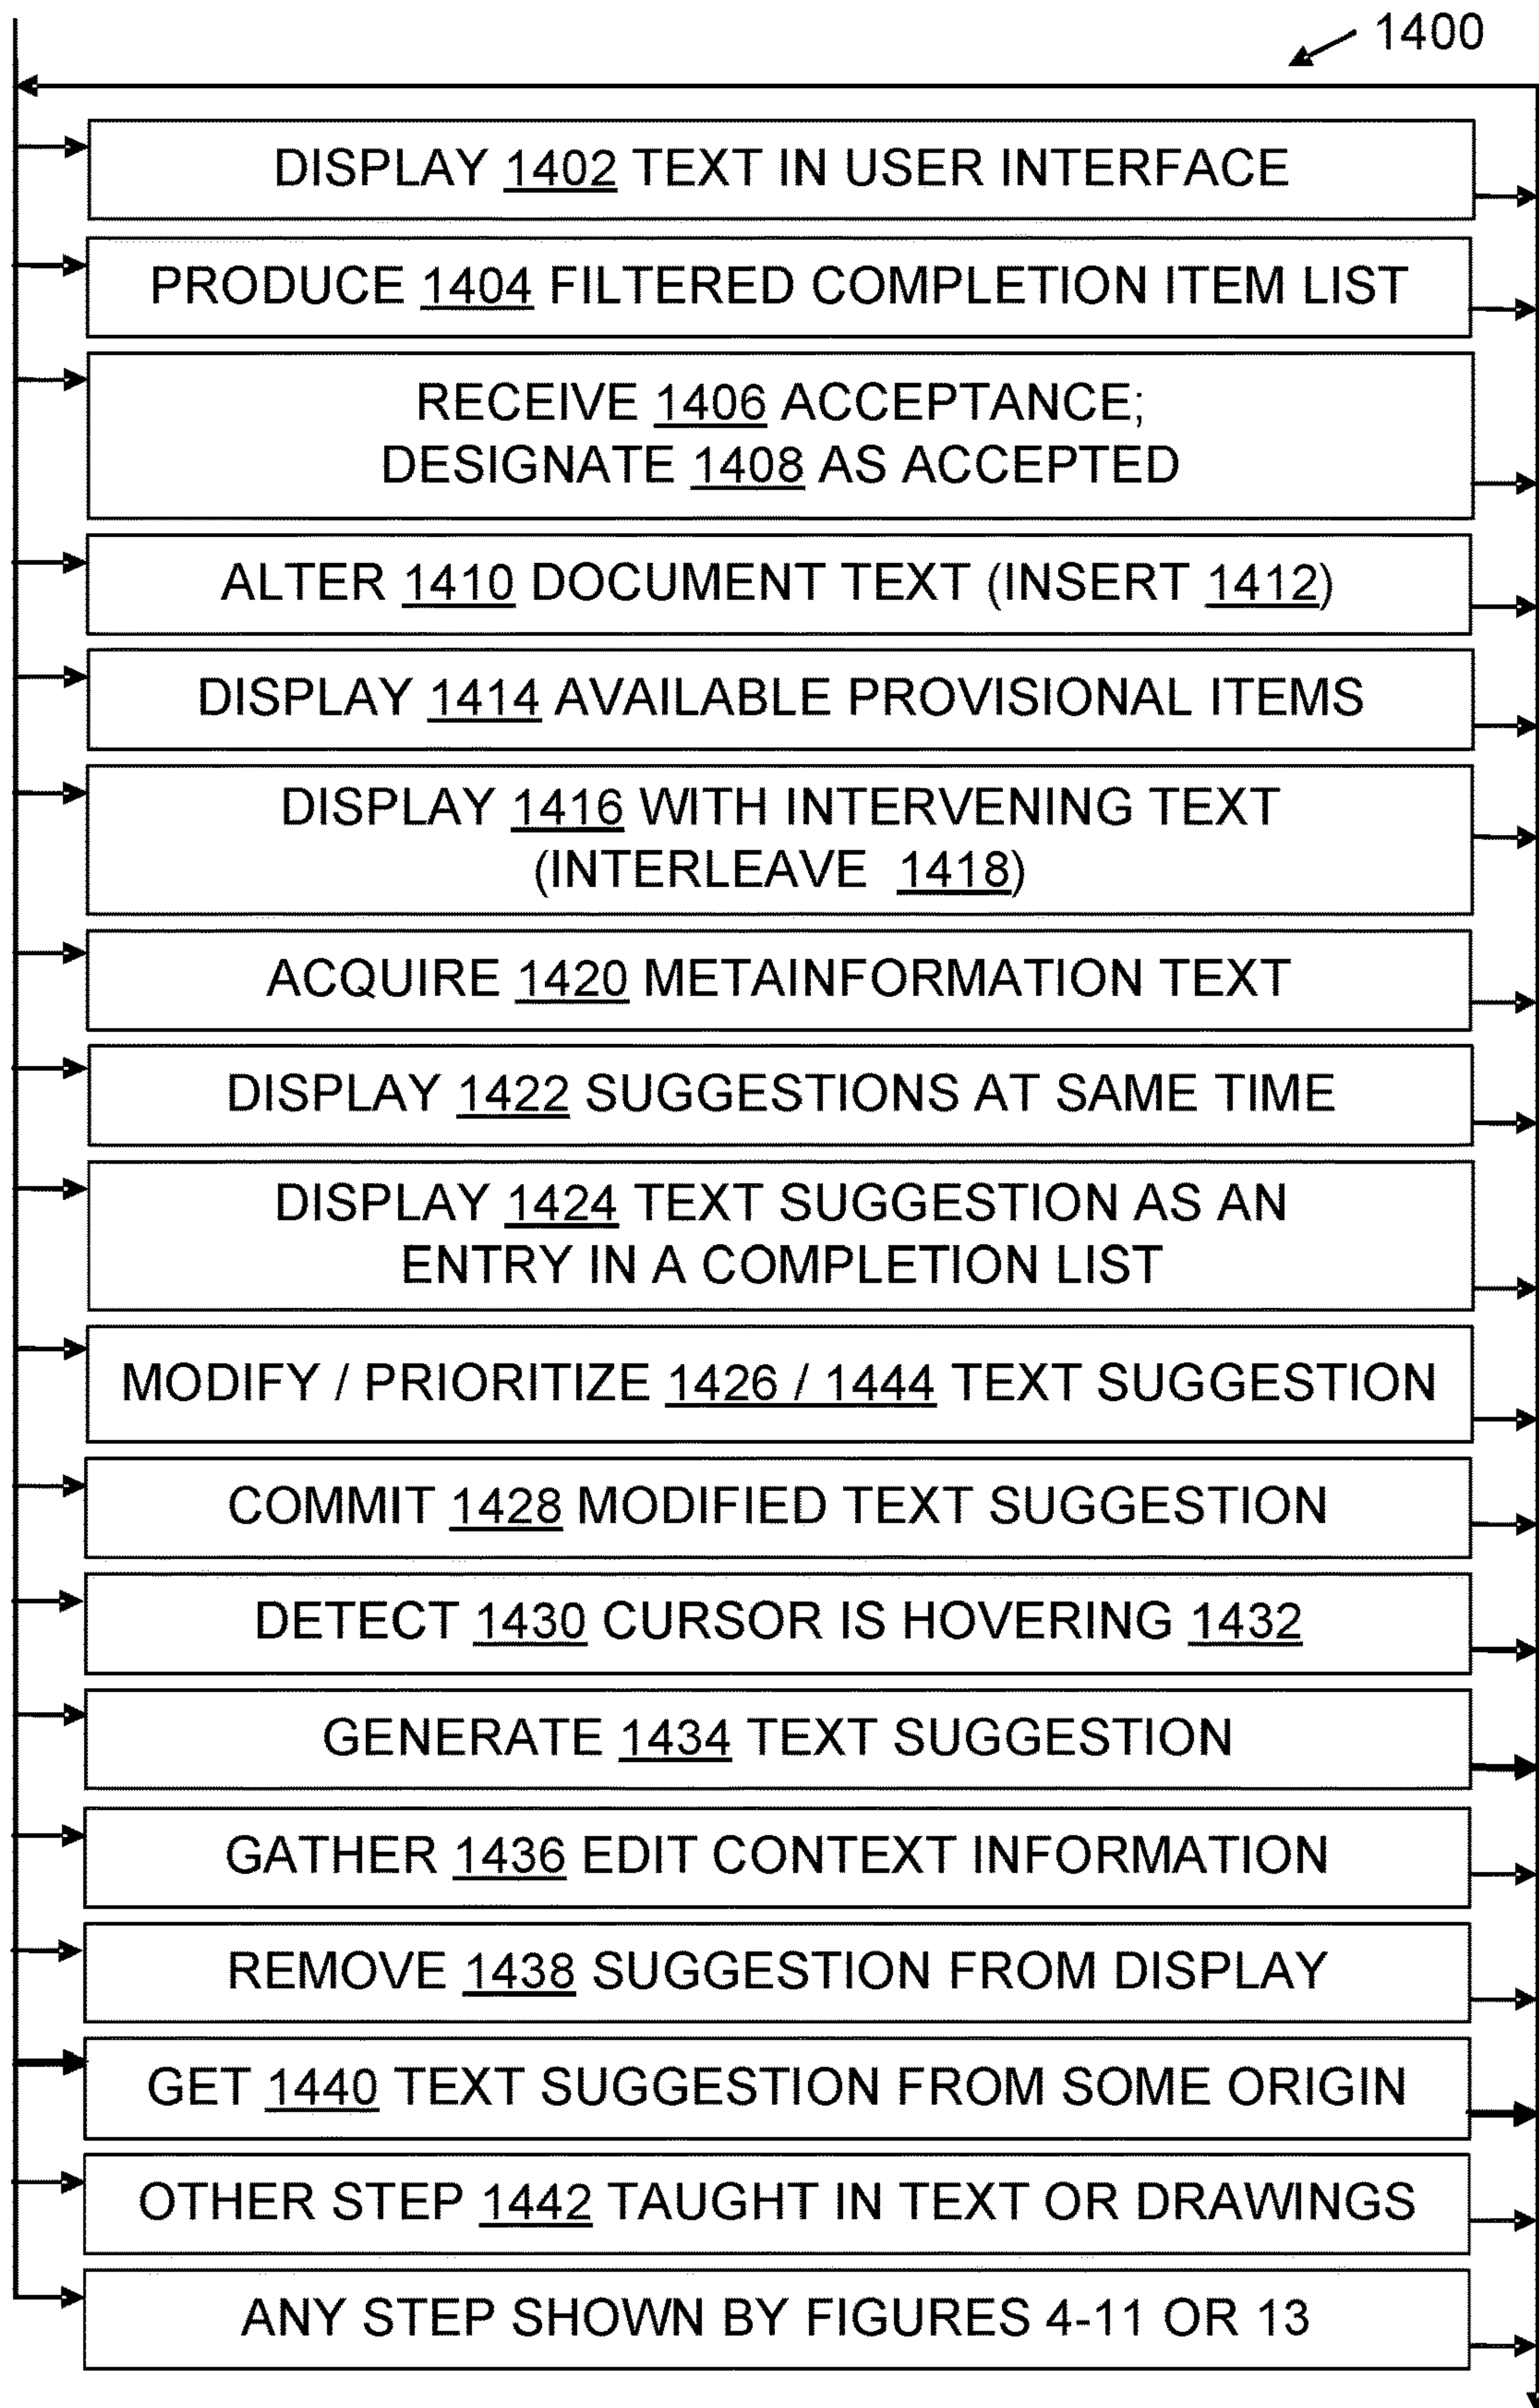 1400
DISPLAY 1402 TEXT IN USER INTERFACE
PRODUCE 1404 FILTERED COMPLETION ITEM LIST
RECEIVE 1406 ACCEPTANCE;
DESIGNATE 1408 AS ACCEPTED
ALTER 1410 DOCUMENT TEXT (INSERT 1412)
DISPLAY 1414 AVAILABLE PROVISIONAL ITEMS
DISPLAY 1416 WITH INTERVENING TEXT
(INTERLEAVE 1418)
ACQUIRE 1420 METAINFORMATION TEXT
DISPLAY 1422 SUGGESTIONS AT SAME TIME
DISPLAY 1424 TEXT SUGGESTION AS AN
ENTRY IN A COMPLETION LIST
MODIFY / PRIORITIZE 1426 / 1444 TEXT SUGGESTION
COMMIT 1428 MODIFIED TEXT SUGGESTION
DETECT 1430 CURSOR IS HOVERING 1432
GENERATE 1434 TEXT SUGGESTION
GATHER 1436 EDIT CONTEXT INFORMATION
REMOVE 1438 SUGGESTION FROM DISPLAY
GET 1440 TEXT SUGGESTION FROM SOME ORIGIN
OTHER STEP 1442 TAUGHT IN TEXT OR DRAWINGS
ANY STEP SHOWN BY FIGURES 4-11 OR 13